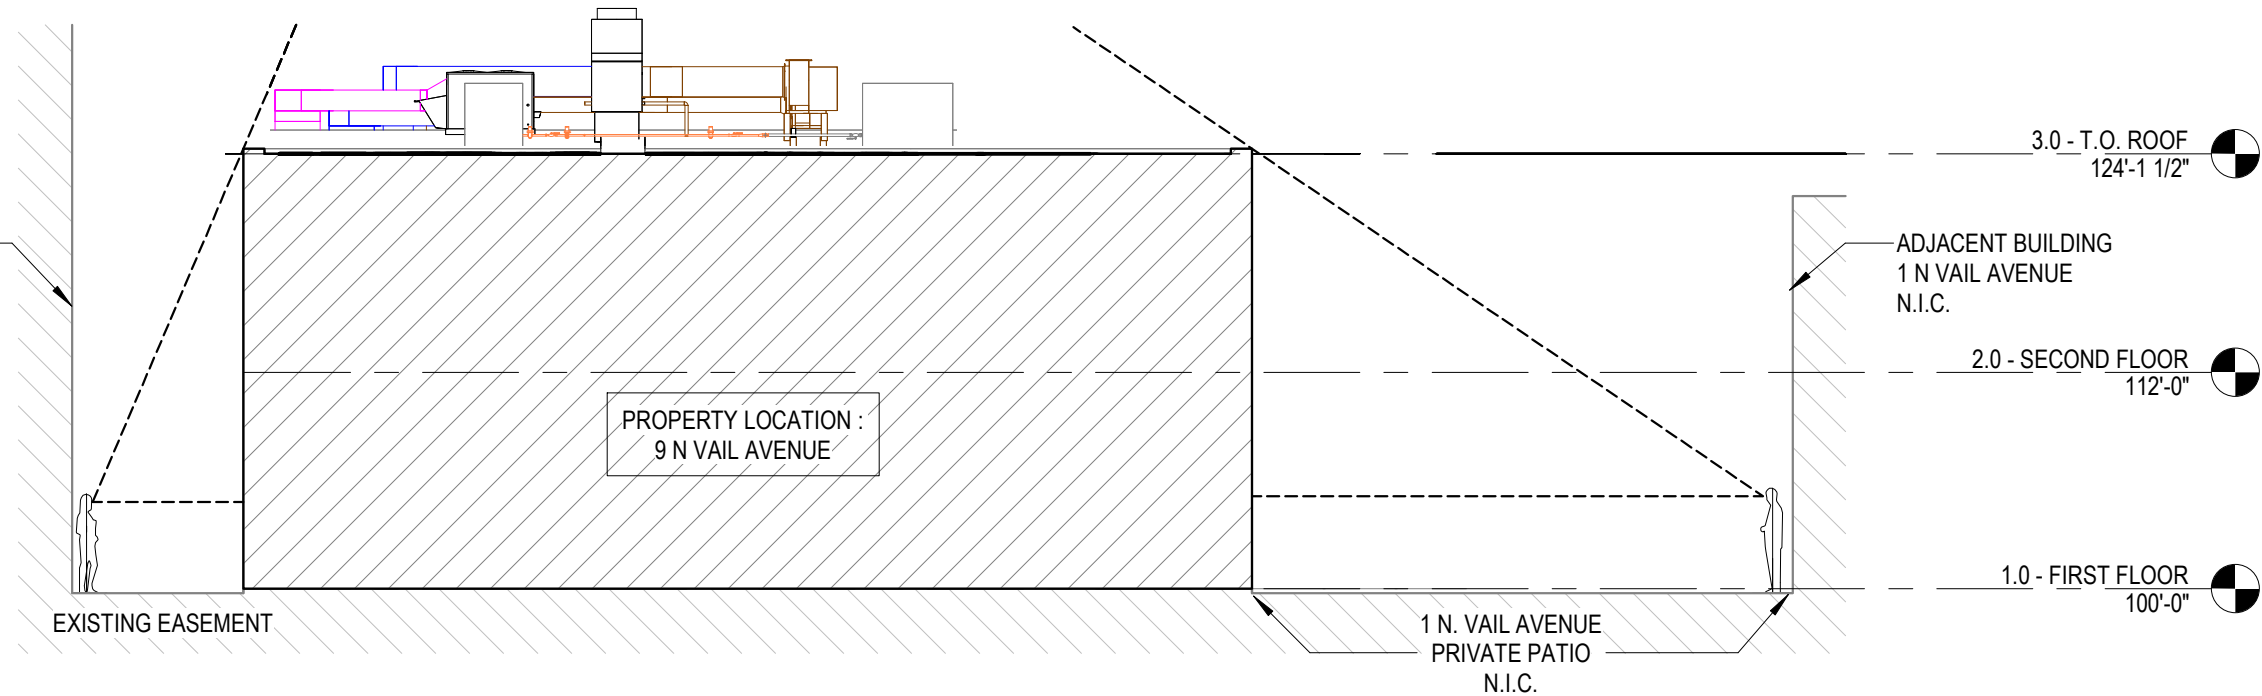 3.0 - T.O. ROOF
124'-1 1/2"
ADJACENT BUILDING
1 N VAIL AVENUE
N.I.C.
2.0 - SECOND FLOOR
112'-0"
PROPERTY LOCATION :
9 N VAIL AVENUE
1.0 - FIRST FLOOR
100'-0"
EXISTING EASEMENT
1 N. VAIL AVENUE
PRIVATE PATIO
N.I.C.